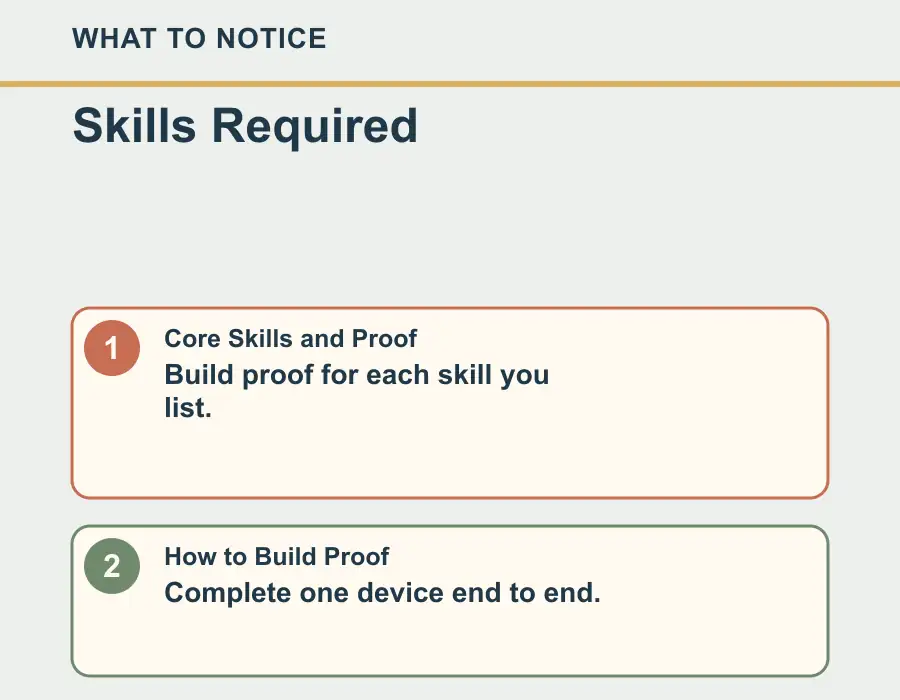 WHAT TO NOTICE
Skills Required
1
Core Skills and Proof
Build proof for each skill you
list.
2
How to Build Proof
Complete one device end to end.